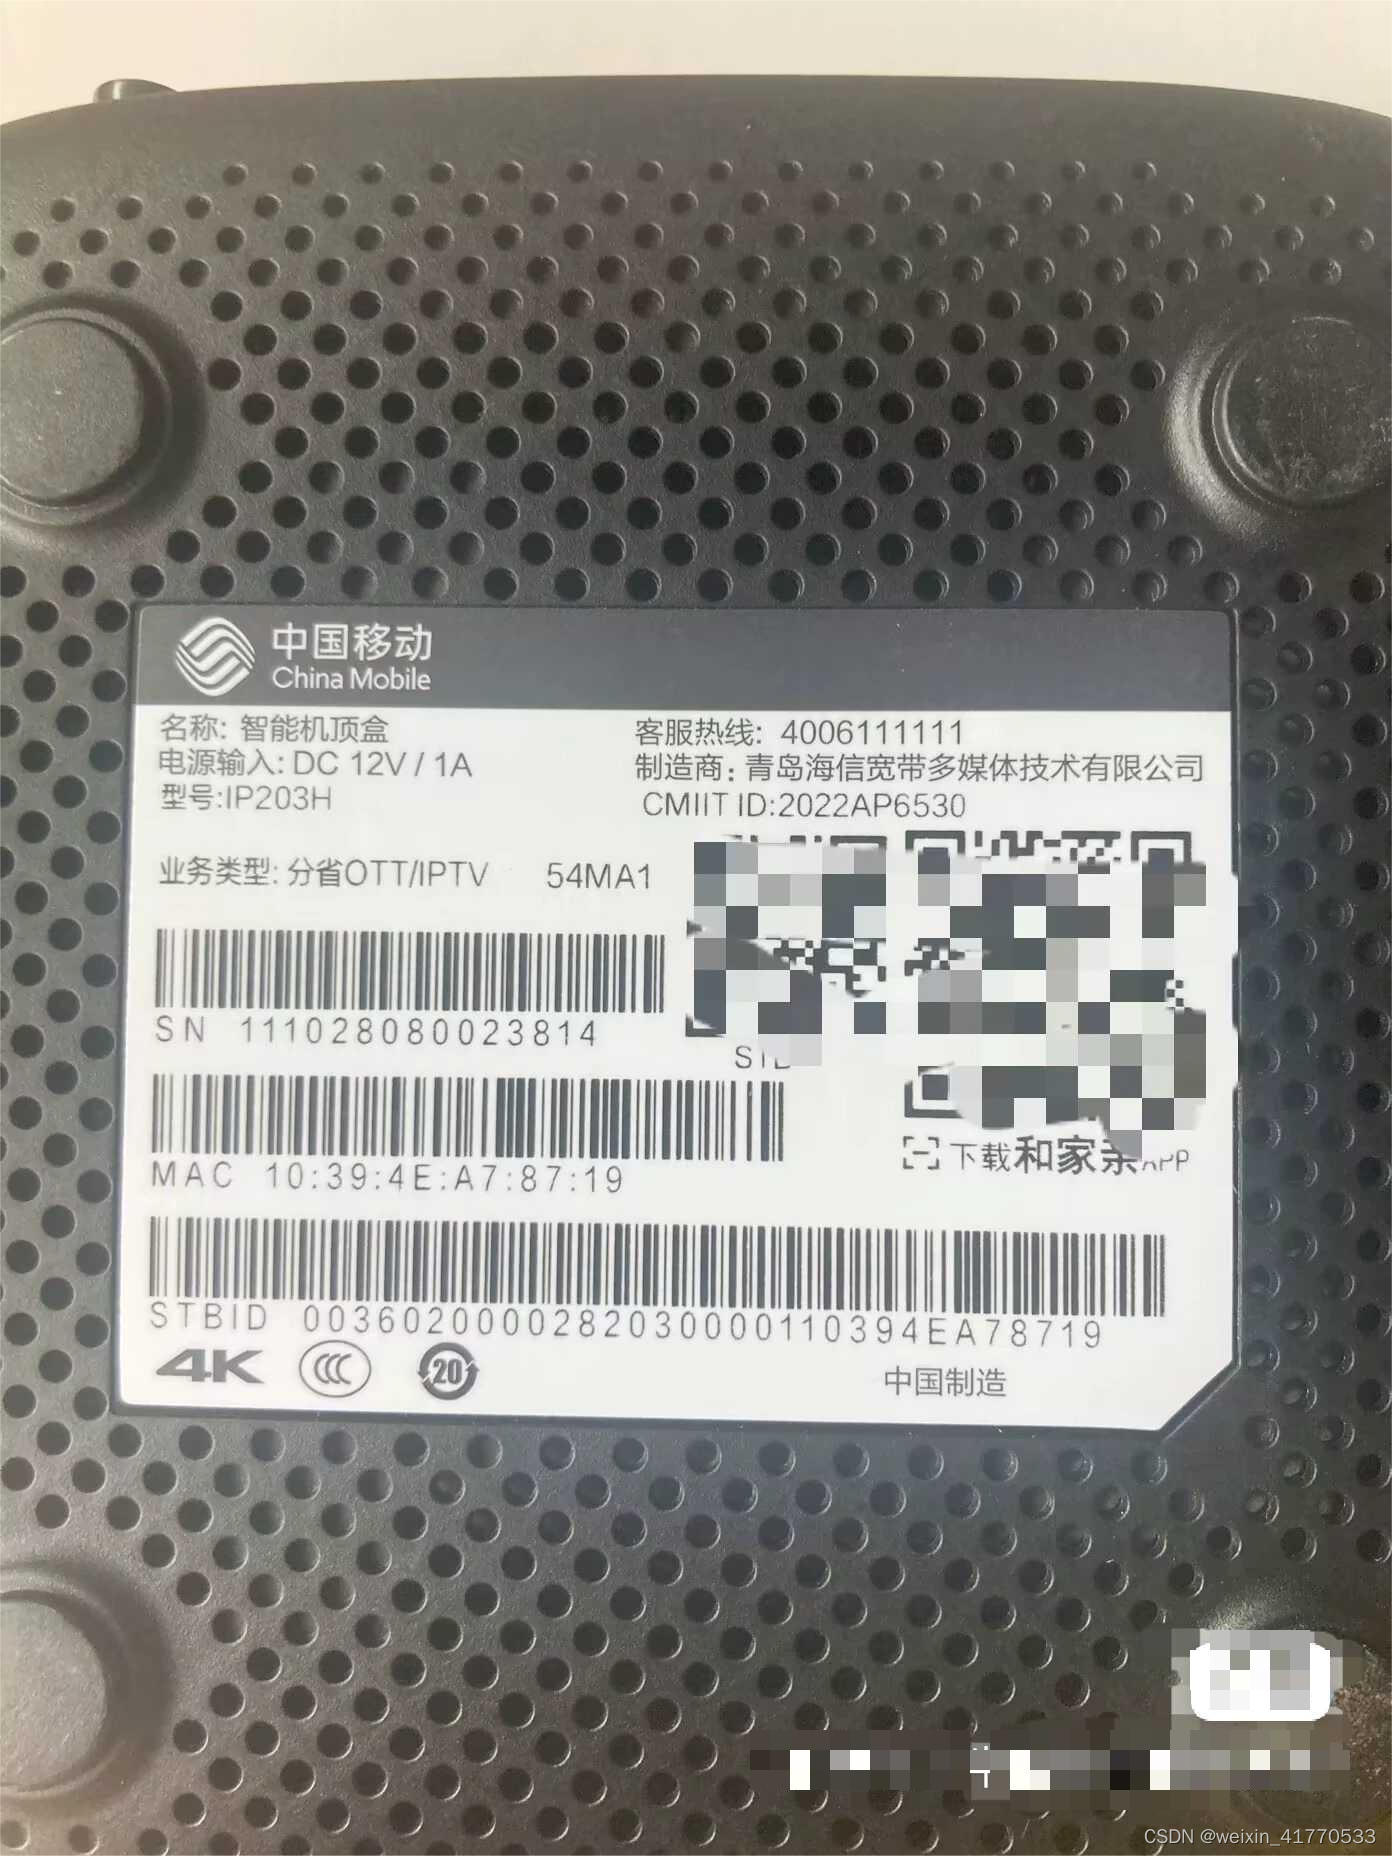 中国移动
China Mobile
名称: 智能机顶盒
电源输入: DC 12V / 1A
型号:IP203H
客服热线: 4006111111
制造商: 青岛海信宽带多媒体技术有限公司
CMIIT ID:2022AP6530
业务类型: 分省OTT/IPTV 54MA1
SN 111028080023814
MAC 10:39:4E:A7:87:19
下载和家亲APP
STBID 0036020000282030000110394EA78719
4K
20
中国制造
CSDN @weixin_41770533